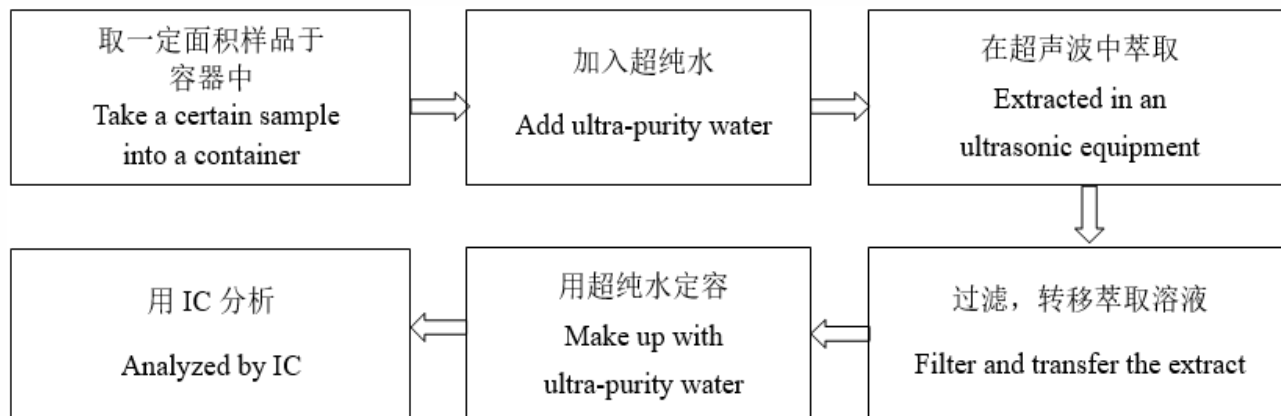 取一定面积样品于
容器中
Take a certain sample
into a container
加入超纯水
Add ultra-purity water
在超声波中萃取
Extracted in an
ultrasonic equipment
过滤，转移萃取溶液
Filter and transfer the extract
用超纯水定容
Make up with
ultra-purity water
用 IC 分析
Analyzed by IC